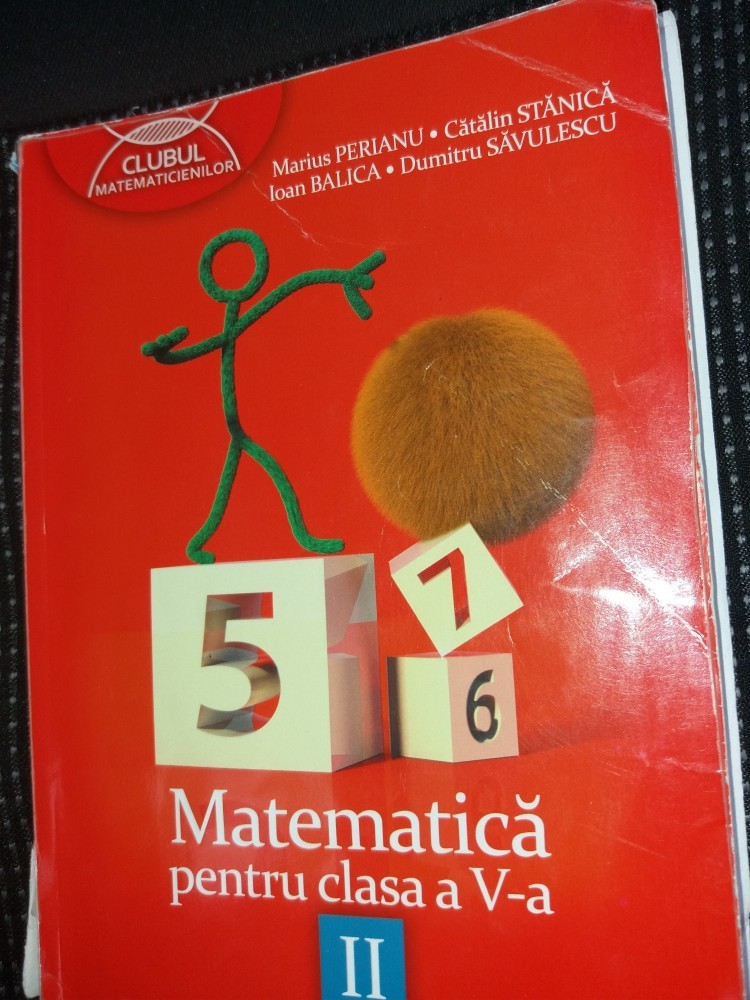 CLUBUL
MATEMATICIENILOR
Marius PERIANU • Cătălin STĂNICĂ
Ioan BALICA • Dumitru SĂVULESCU
5
7
6
Matematică
pentru clasa a V-a
II